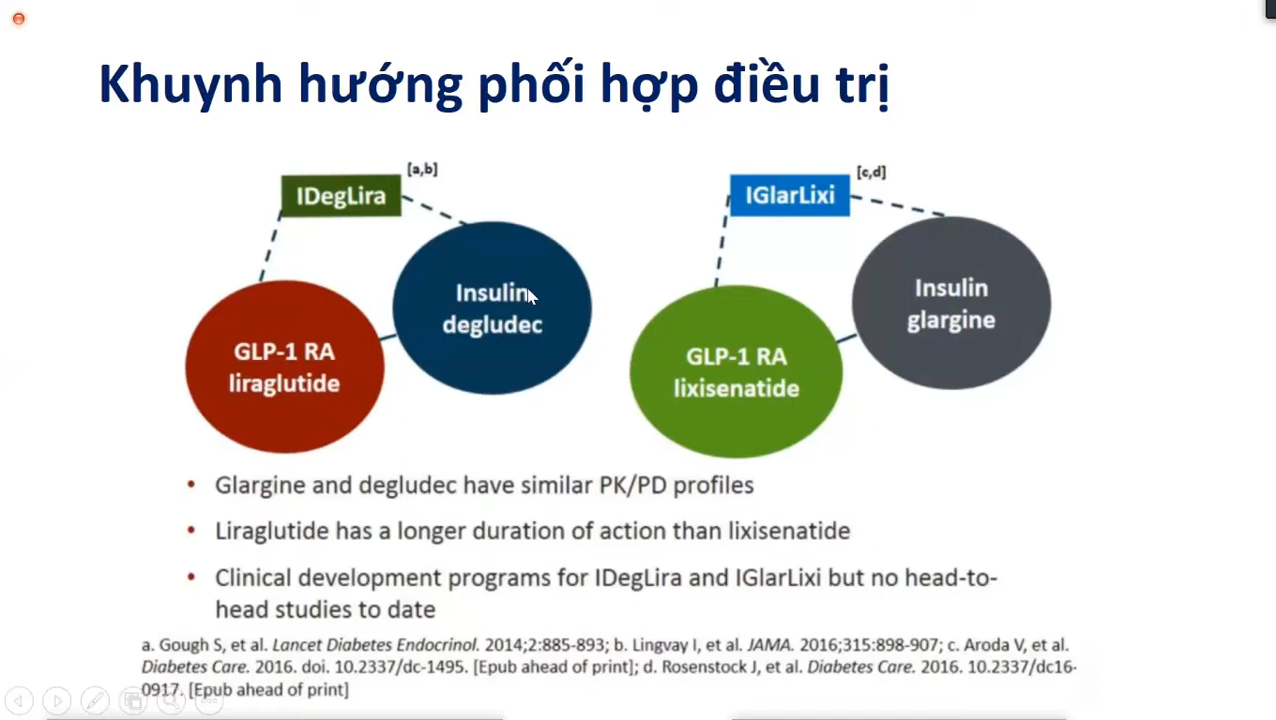 Khuynh hướng phối hợp điều trị
IDegLira
[a,b]
Insulin
degludec
GLP-1 RA
liraglutide
IGlarLixi
[c,d]
Insulin
glargine
GLP-1 RA
lixisenatide
• Glargine and degludec have similar PK/PD profiles
• Liraglutide has a longer duration of action than lixisenatide
• Clinical development programs for IDegLira and IGlarLixi but no head-to-
head studies to date
a. Gough S, et al. Lancet Diabetes Endocrinol. 2014;2:885-893; b. Lingvay I, et al. JAMA. 2016;315:898-907; c. Aroda V, et al.
Diabetes Care. 2016. doi. 10.2337/dc-1495. [Epub ahead of print]; d. Rosenstock J, et al. Diabetes Care. 2016. 10.2337/dc16-
0917. [Epub ahead of print]